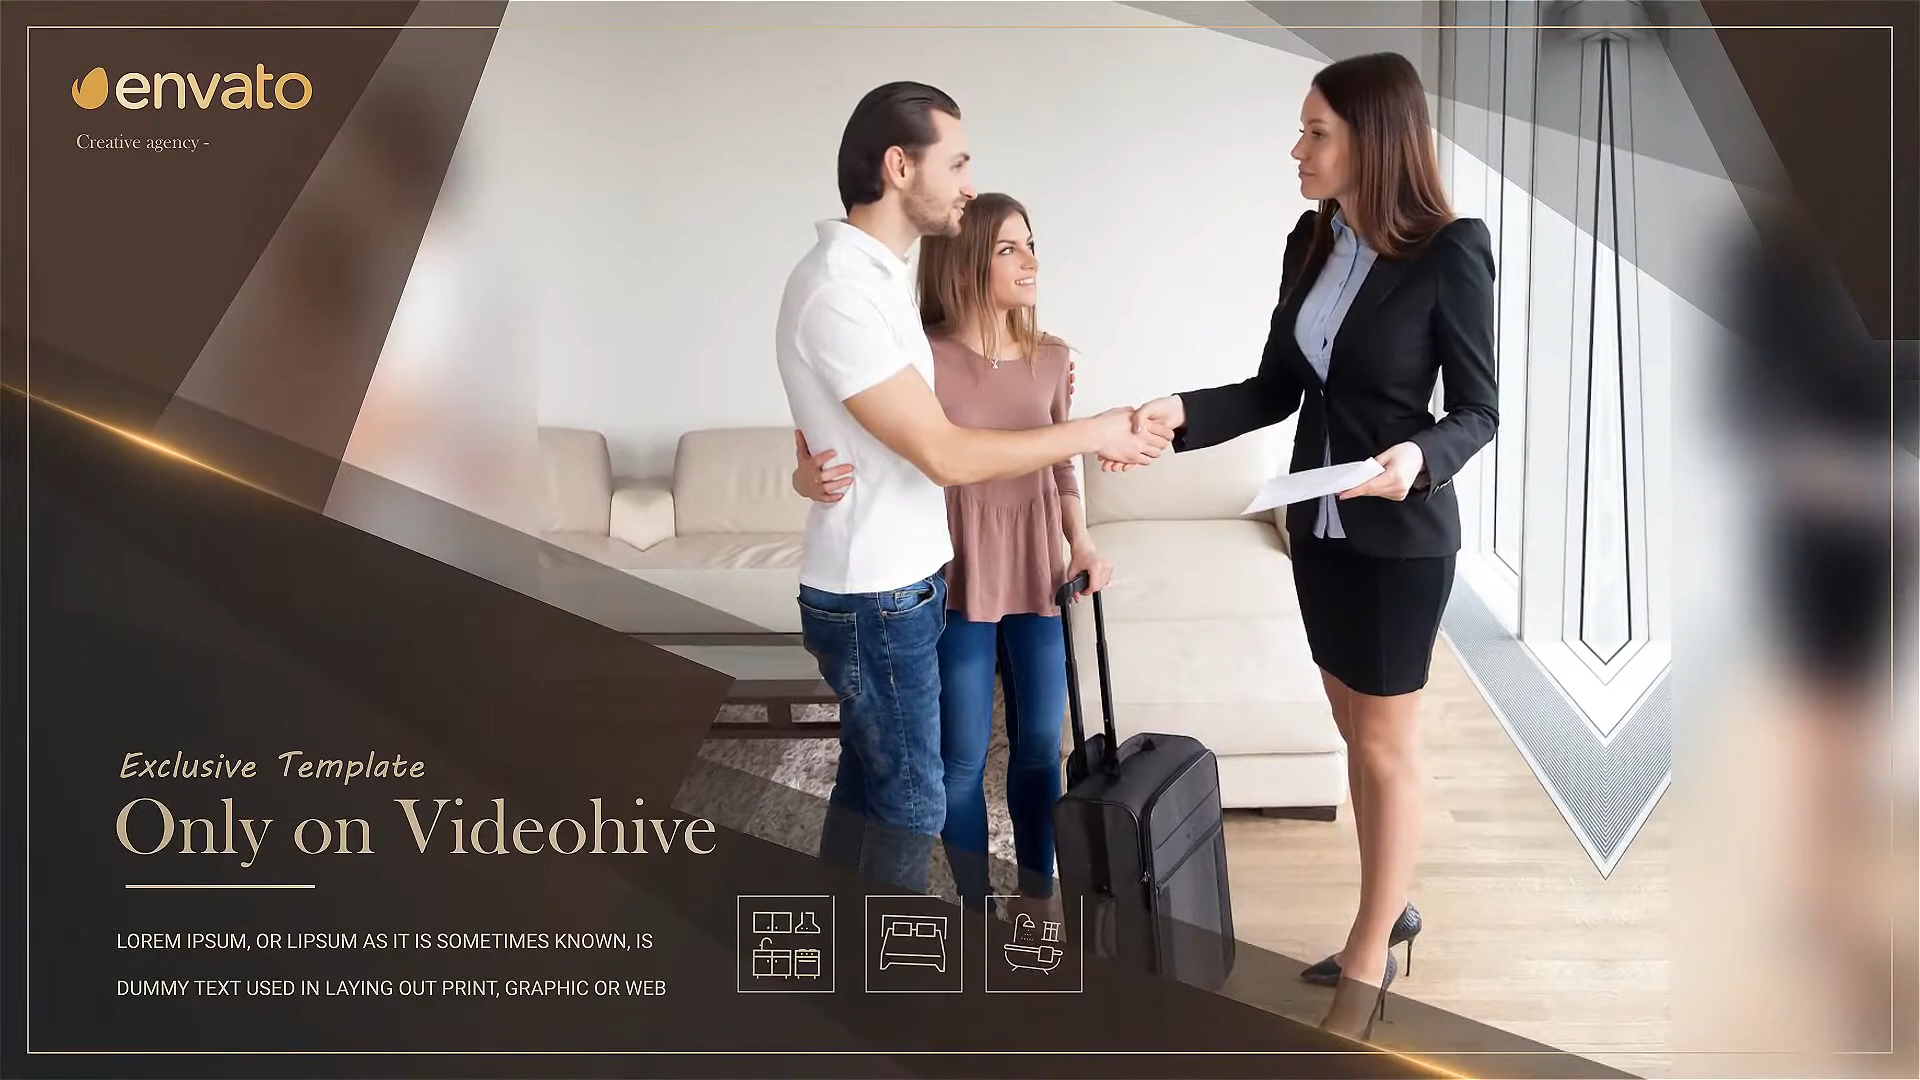 envato
Creative agency -
Exclusive Template
Only on Videohive
LOREM IPSUM, OR LIPSUM AS IT IS SOMETIMES KNOWN, IS
DUMMY TEXT USED IN LAYING OUT PRINT, GRAPHIC OR WEB